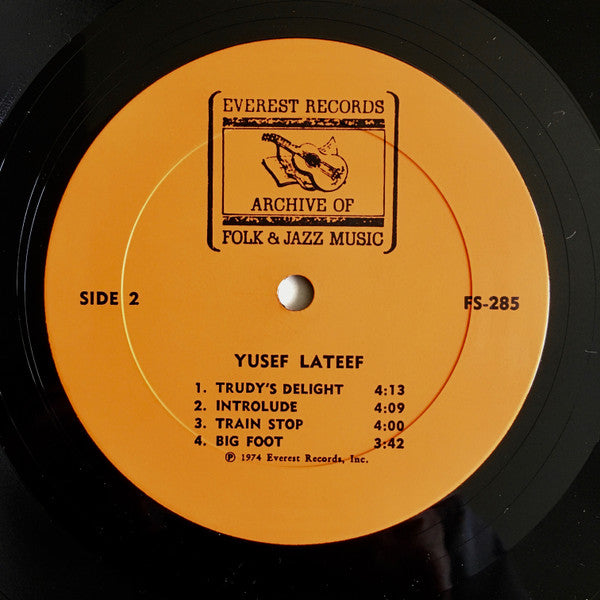 EVEREST RECORDS
ARCHIVE OF
FOLK & JAZZ MUSIC
SIDE 2
FS-285
YUSEF LATEEF
1. TRUDY'S DELIGHT 4:13
2. INTROLUDE 4:09
3. TRAIN STOP 4:00
4. BIG FOOT 3:42
℗ 1974 Everest Records, Inc.